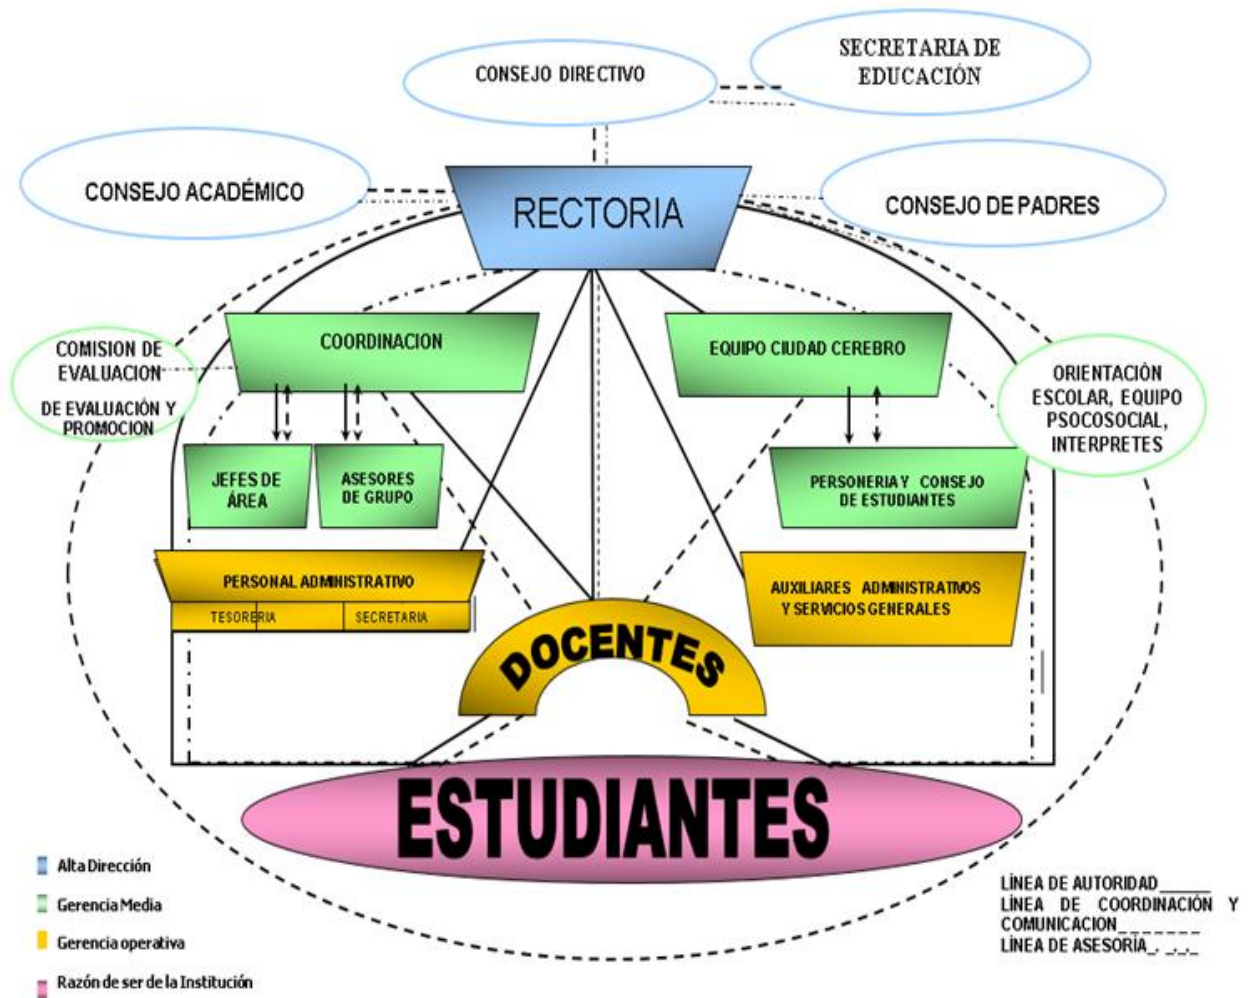 SECRETARIA DE
EDUCACIÓN
CONSEJO DIRECTIVO
CONSEJO ACADÉMICO
RECTORIA
CONSEJO DE PADRES
COORDINACION
EQUIPO CIUDAD CEREBRO
COMISION DE
EVALUACION
DE EVALUACIÓN Y
PROMOCION
ORIENTACIÓN
ESCOLAR, EQUIPO
PSOCOSOCIAL,
INTERPRETES
JEFES DE
ÁREA
ASESORES
DE GRUPO
PERSONERIA Y CONSEJO
DE ESTUDIANTES
PERSONAL ADMINISTRATIVO
TESORERIA
SECRETARIA
AUXILIARES ADMINISTRATIVOS
Y SERVICIOS GENERALES
DOCENTES
ESTUDIANTES
Alta Dirección
Gerencia Media
Gerencia operativa
Razón de ser de la Institución
LÍNEA DE AUTORIDAD_____
LÍNEA DE COORDINACIÓN Y
COMUNICACION_ _ _ _ _ _ _
LÍNEA DE ASESORÍA_. _._._